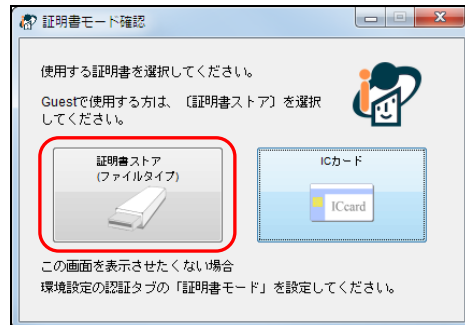 証明書モード確認
使用する証明書を選択してください。
Guestで使用する方は、〔証明書ストア〕を選択
してください。
証明書ストア
(ファイルタイプ)
ICカード
ICcard
この画面を表示させたくない場合
環境設定の認証タブの「証明書モード」を設定してください。